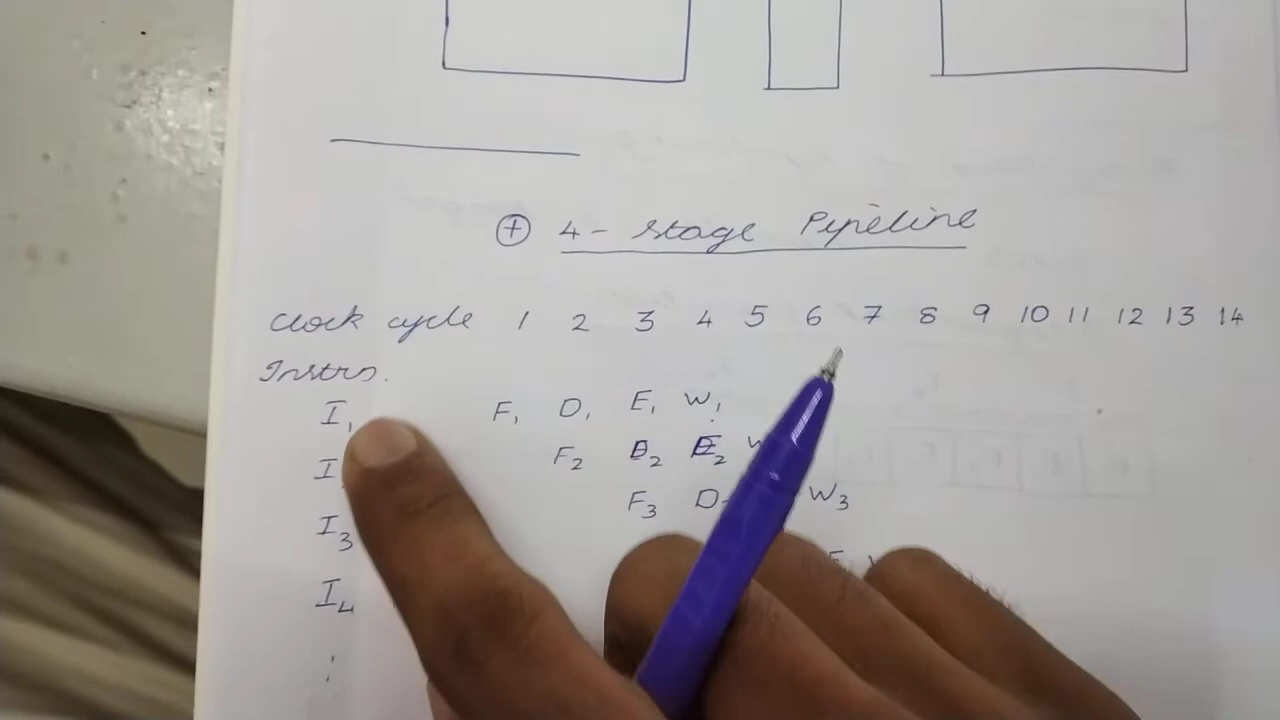 + 4 - Stage Pipeline
Clock cycle 1 2 3 4 5 6 7 8 9 10 11 12 13 14
Instrs.
I1 F1 D1 E1 W1
I F2 D2 E2 W
I3 F3 D W3
I4 E